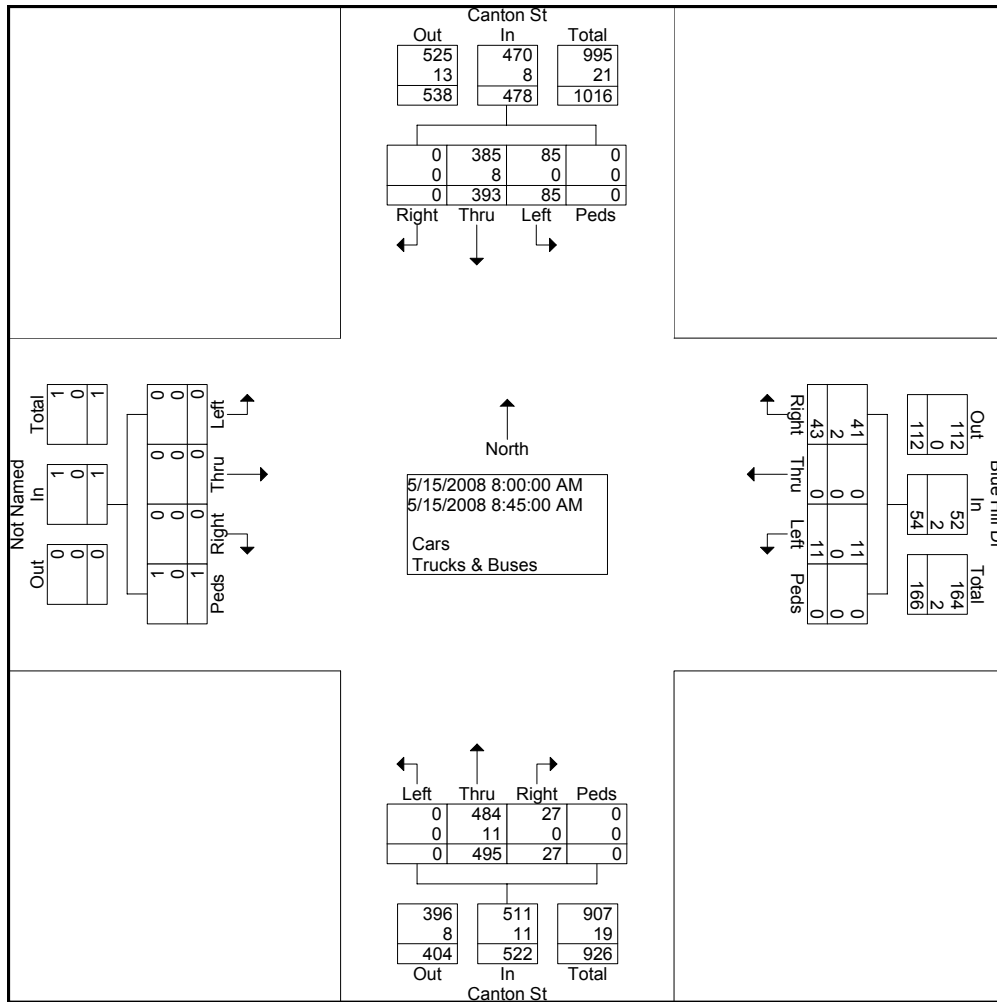 Canton St
Out In Total
525 470 995
13 8 21
538 478 1016
0 385 85 0
0 8 0 0
0 393 85 0
Right Thru Left Peds
Not Named
Total In Out
1 1 0
0 0 0
1 1 0
0 0 0 1
0 0 0 0
0 0 0 1
Left Thru Right Peds
North
5/15/2008 8:00:00 AM
5/15/2008 8:45:00 AM
Cars
Trucks & Buses
Right Thru Left Peds
41 0 11 0
2 0 0 0
43 0 11 0
Out In Total
112 52 164
0 2 2
112 54 166
Blue Hill Dr
Left Thru Right Peds
0 484 27 0
0 11 0 0
0 495 27 0
396 511 907
8 11 19
404 522 926
Out In Total
Canton St